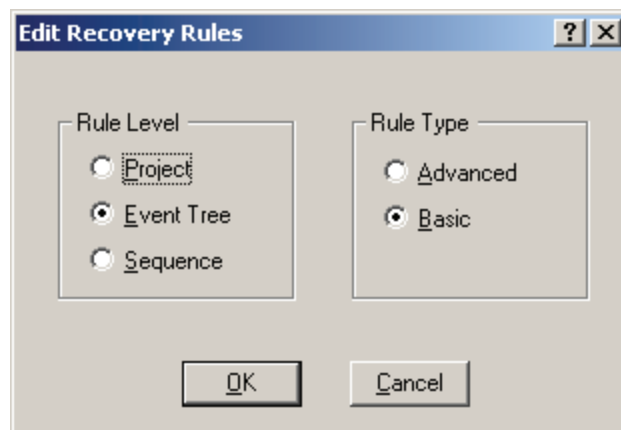 Edit Recovery Rules
Rule Level
Project
Event Tree
Sequence
Rule Type
Advanced
Basic
OK
Cancel